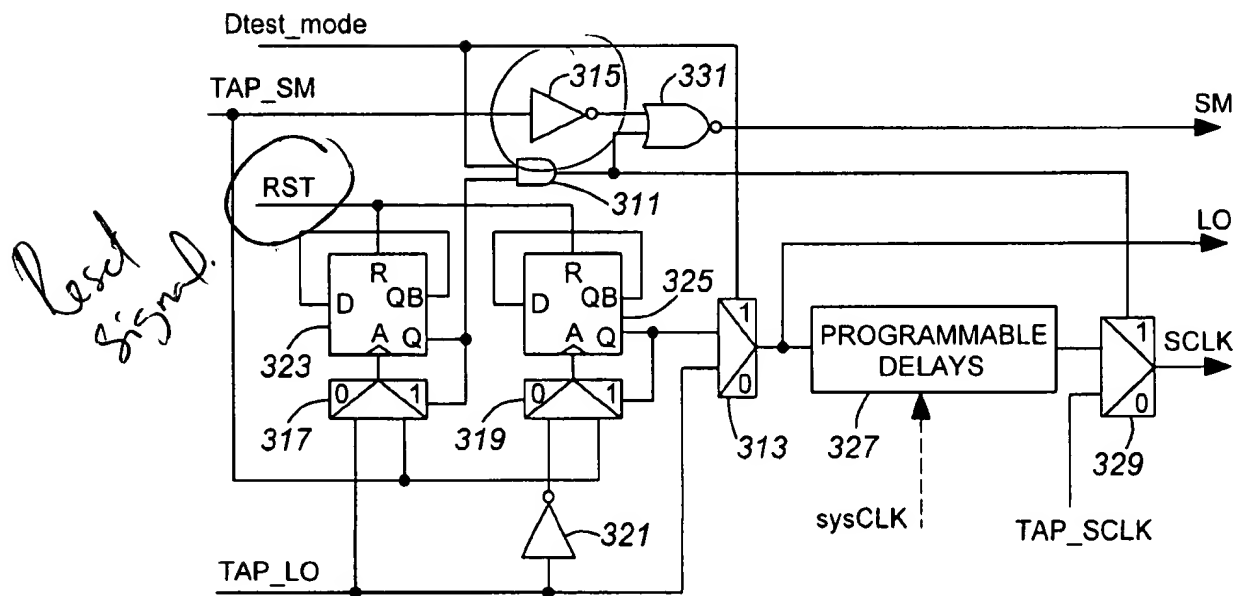 Dtest_mode
TAP_SM
315
331
SM
RST
311
LO
Reset
Signal.
R
D
QB
A
Q
323
R
D
QB
325
A
Q
1
0
313
PROGRAMMABLE
DELAYS
327
1
0
SCLK
329
0
1
317
0
1
319
sysCLK
TAP_SCLK
321
TAP_LO